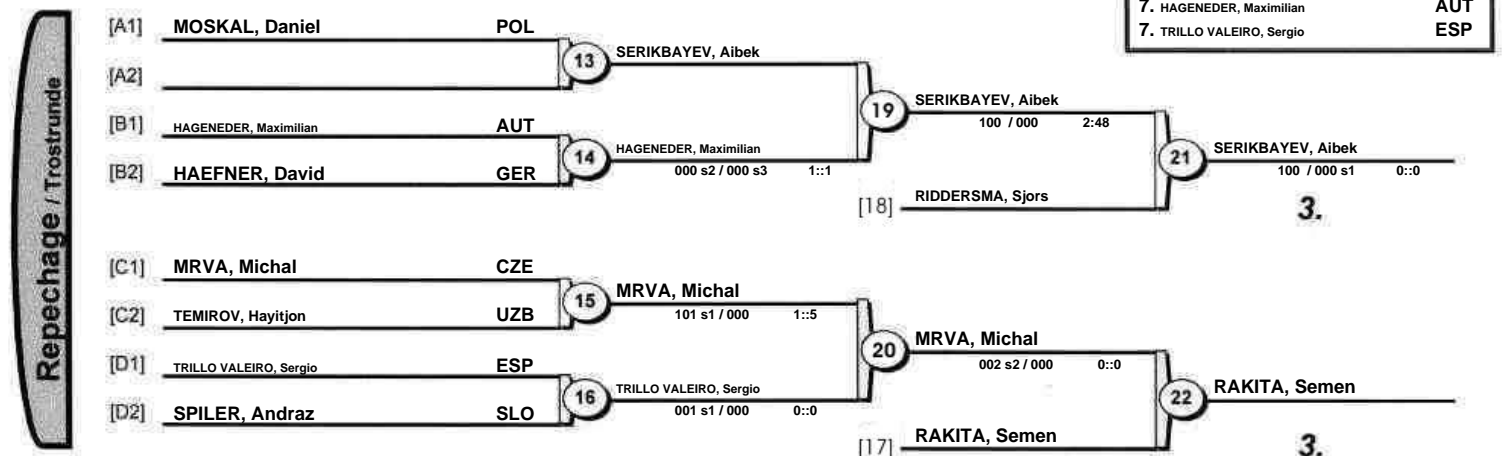 7. HAGENEDER, Maximilian AUT
7. TRILLO VALEIRO, Sergio ESP
Repechage / Trostrunde
[A1] MOSKAL, Daniel POL
[A2]
13
SERIKBAYEV, Aibek
[B1] HAGENEDER, Maximilian AUT
[B2] HAEFNER, David GER
14
HAGENEDER, Maximilian
000 s2 / 000 s3 1::1
19
SERIKBAYEV, Aibek
100 / 000 2:48
[18] RIDDERSMA, Sjors
21
SERIKBAYEV, Aibek
100 / 000 s1 0::0
3.
[C1] MRVA, Michal CZE
[C2] TEMIROV, Hayitjon UZB
15
MRVA, Michal
101 s1 / 000 1::5
[D1] TRILLO VALEIRO, Sergio ESP
[D2] SPILER, Andraz SLO
16
TRILLO VALEIRO, Sergio
001 s1 / 000 0::0
20
MRVA, Michal
002 s2 / 000 0::0
[17] RAKITA, Semen
22
RAKITA, Semen
3.